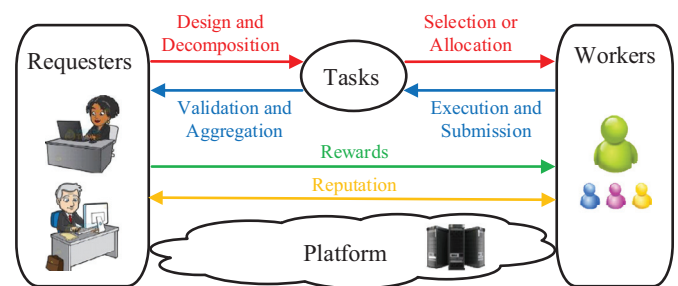 Design and
Decomposition
Selection or
Allocation
Requesters
Tasks
Workers
Validation and
Aggregation
Execution and
Submission
Rewards
Reputation
Platform